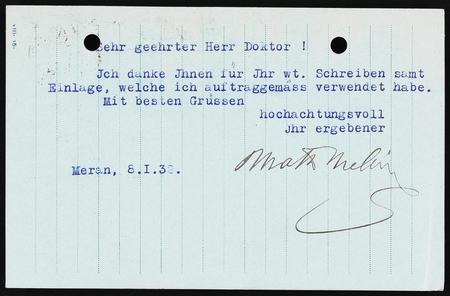 Sehr geehrter Herr Doktor !
Jch danke Jhnen für Jhr wt. Schreiben samt
Einlage, welche ich auftraggemäss verwendet habe.
Mit besten Grüssen
hochachtungsvoll
Jhr ergebener
Meran, 8.I.32.